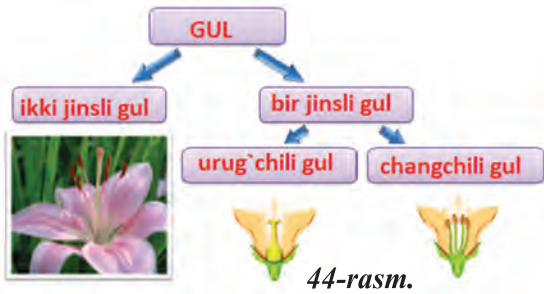 GUL
ikki jinsli gul
bir jinsli gul
urug`chili gul
changchili gul
44-rasm.